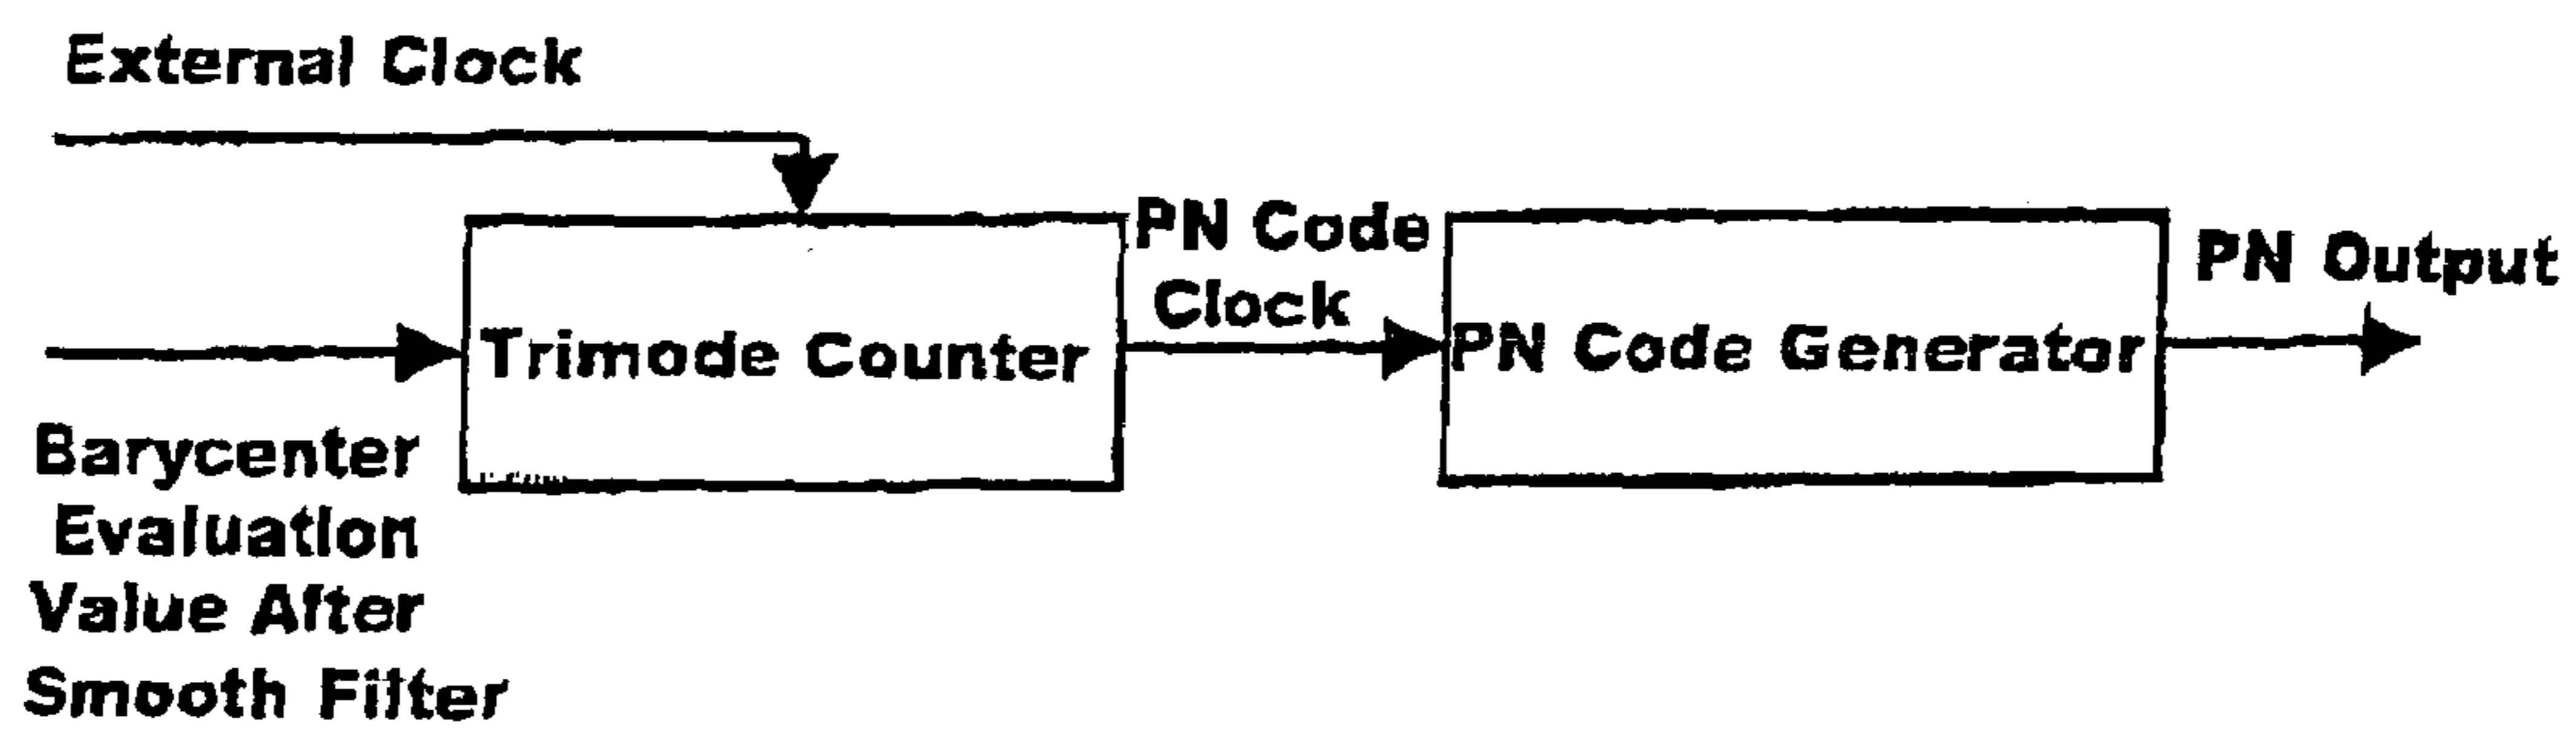 External Clock
PN Code
Clock
PN Output
Trimode Counter
PN Code Generator
Barycenter
Evaluation
Value After
Smooth Filter